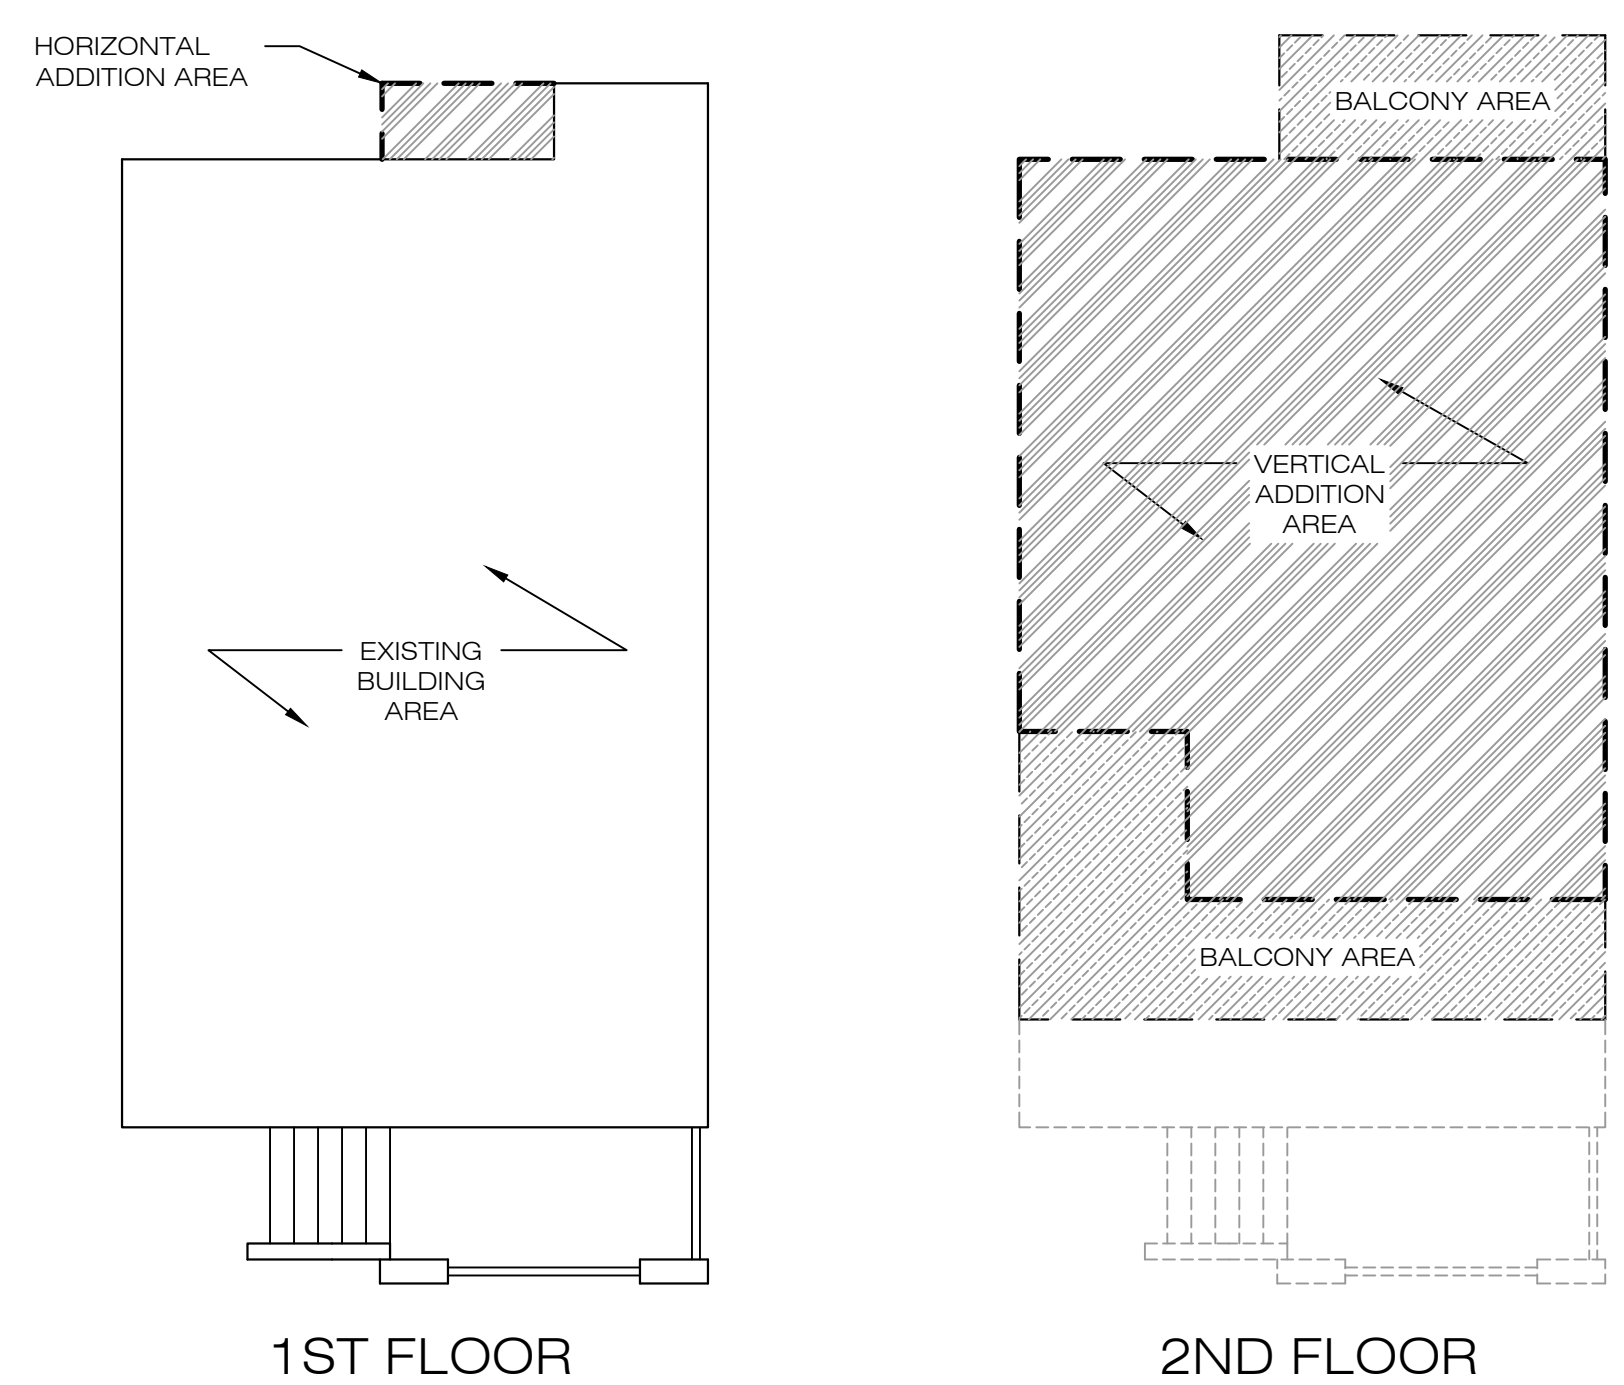 HORIZONTAL
ADDITION AREA
EXISTING
BUILDING
AREA
1ST FLOOR
BALCONY AREA
VERTICAL
ADDITION
AREA
BALCONY AREA
2ND FLOOR